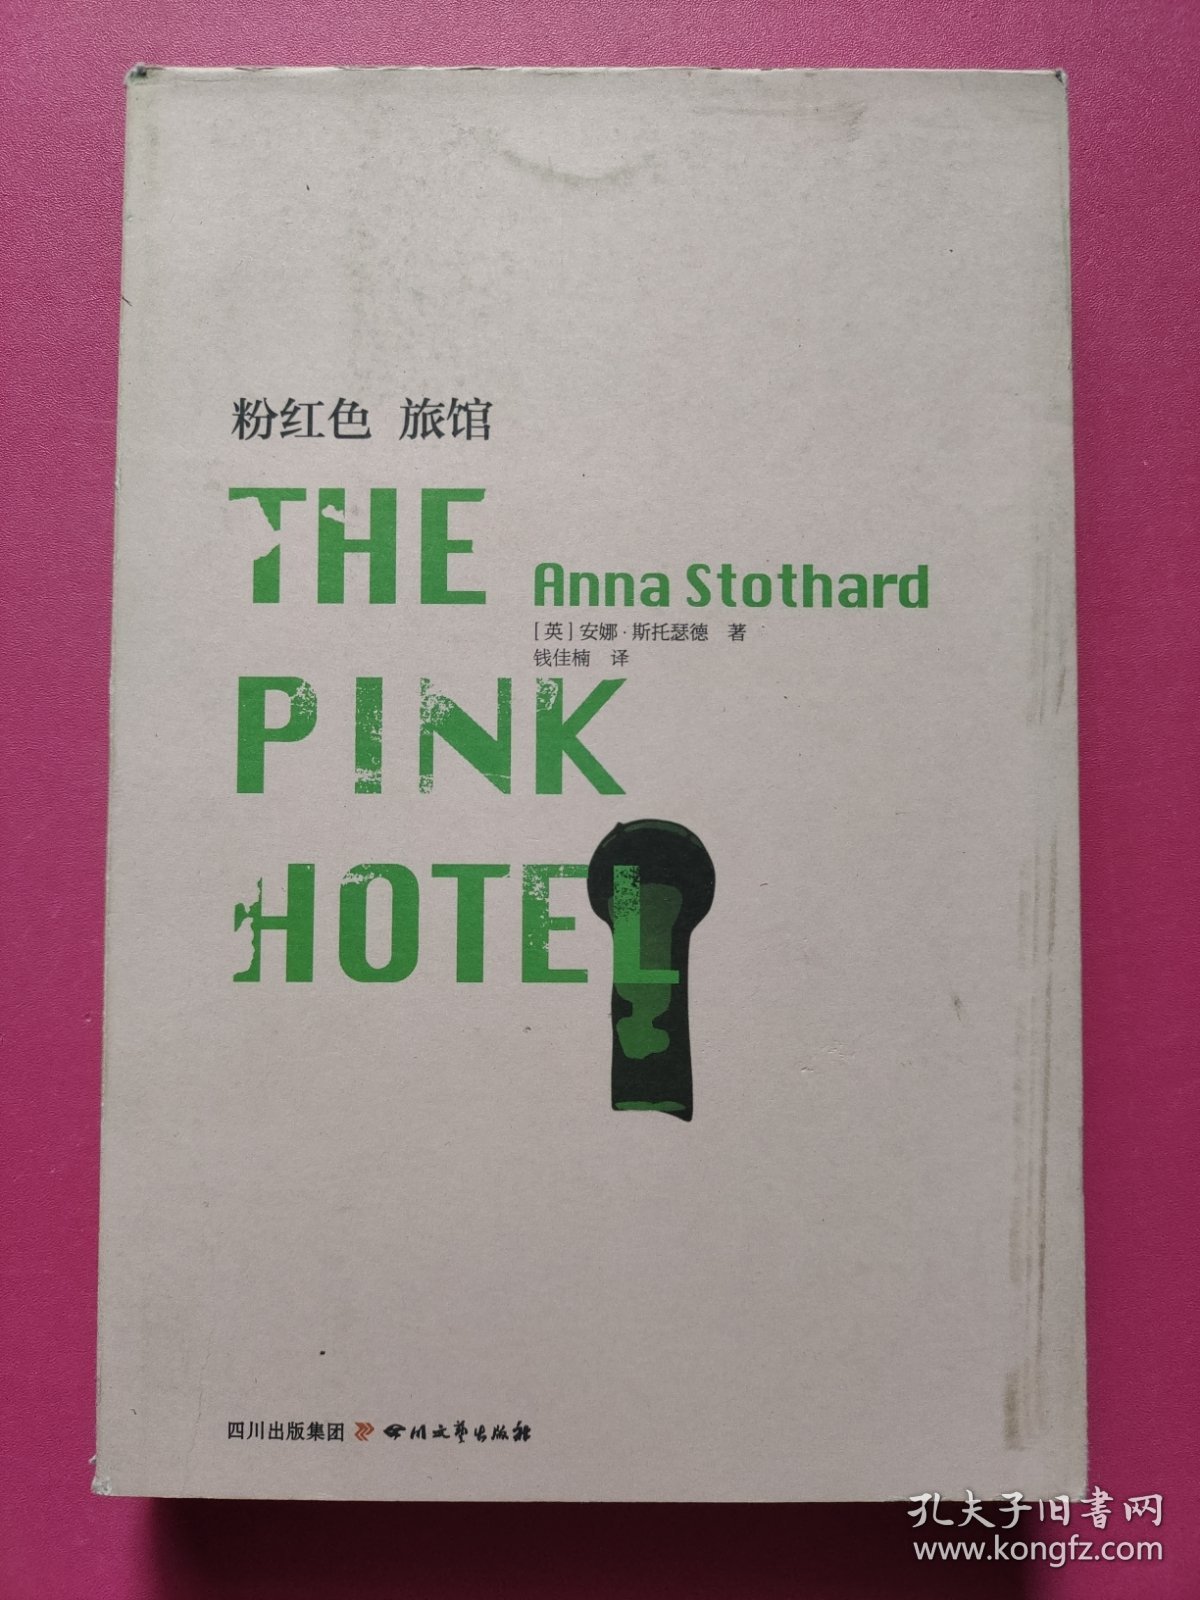 粉红色 旅馆
THE
Anna Stothard
[英]安娜·斯托瑟德 著
钱佳楠 译
PINK
HOTEL
四川出版集团 四川文艺出版社
孔夫子旧书网
www.kongfz.com